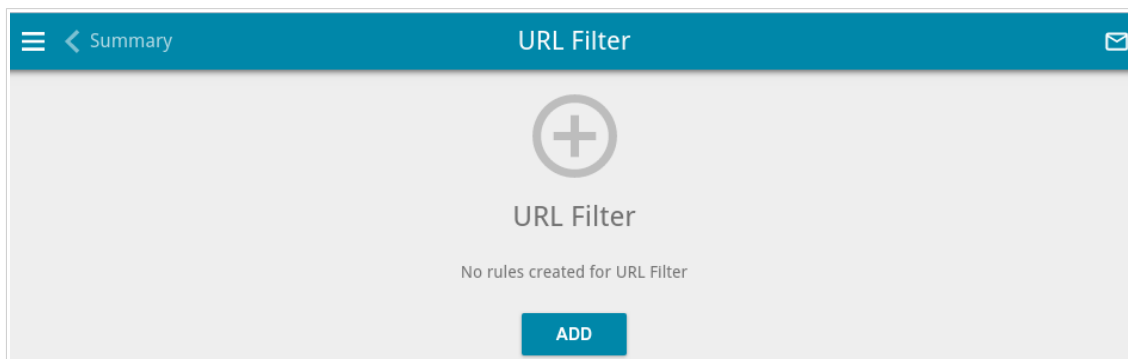 Summary
URL Filter
URL Filter
No rules created for URL Filter
ADD